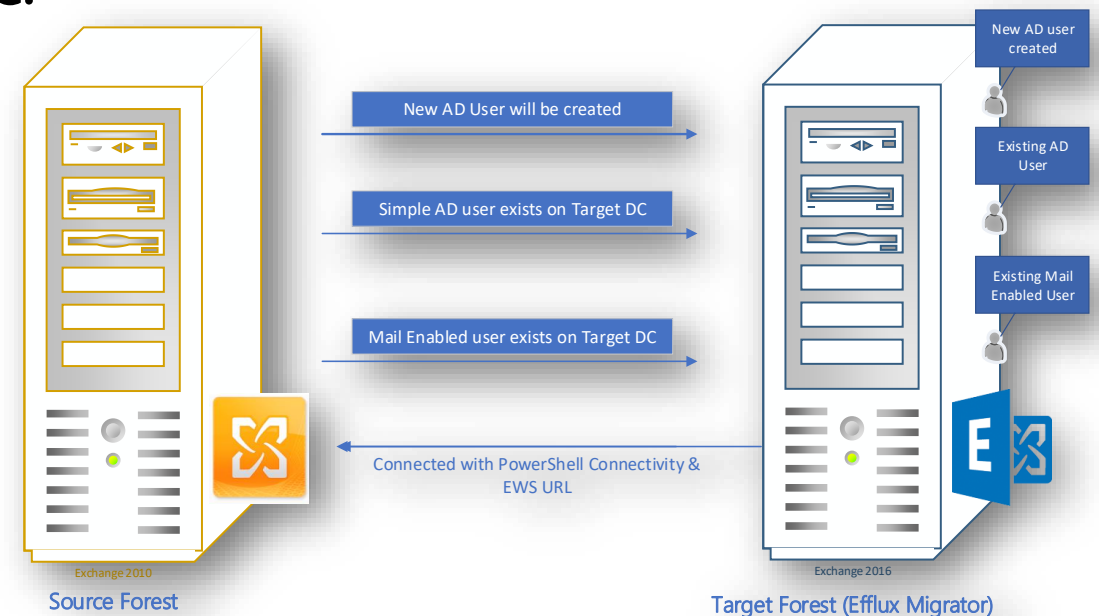 New AD user
created
New AD User will be created
Existing AD
User
Simple AD user exists on Target DC
Existing Mail
Enabled User
Mail Enabled user exists on Target DC
E
Connected with PowerShell Connectivity &
EWS URL
Exchange 2010
Exchange 2016
Source Forest
Target Forest (Efflux Migrator)